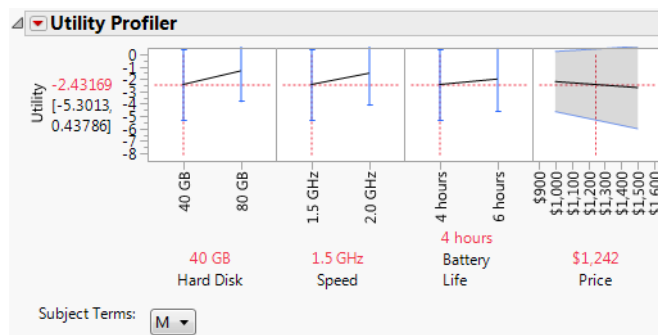 Utility Profiler
Utility
-2.43169
[-5.3013,
0.43786]
0
-1
-2
-3
-4
-5
-6
-7
-8
40 GB
80 GB
1.5 GHz
2.0 GHz
4 hours
6 hours
$900
$1,000
$1,100
$1,200
$1,300
$1,400
$1,500
$1,600
40 GB
Hard Disk
1.5 GHz
Speed
4 hours
Battery
Life
$1,242
Price
Subject Terms: M